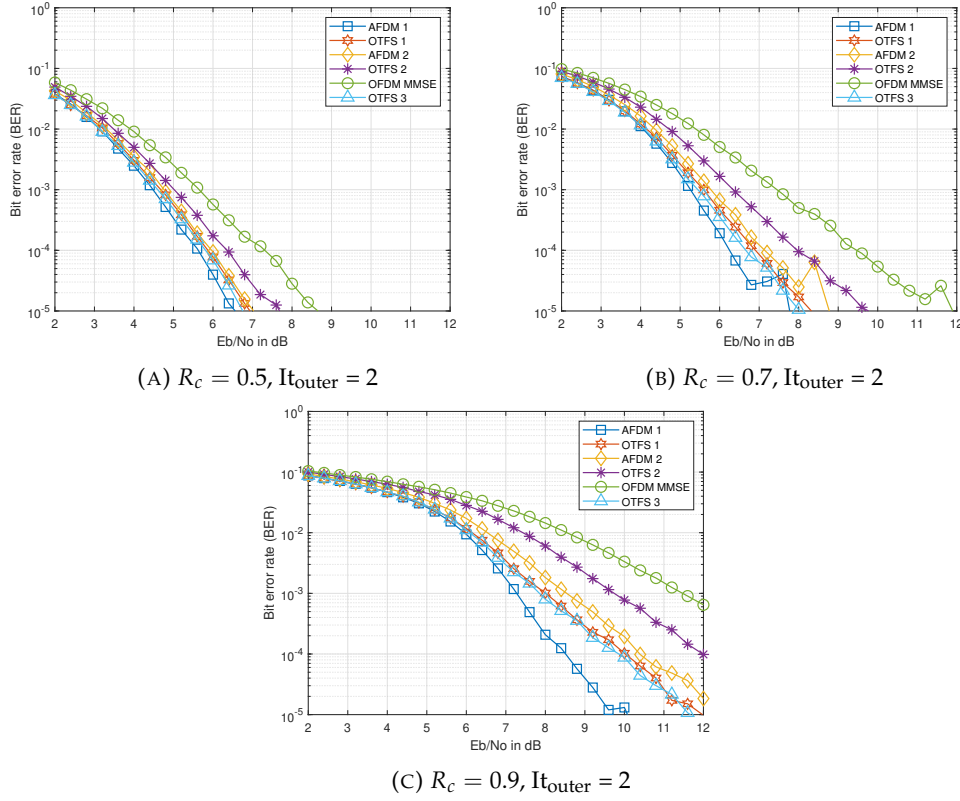 AFDM 1
OTFS 1
AFDM 2
OTFS 2
OFDM MMSE
OTFS 3
10^0
10^-1
10^-2
10^-3
10^-4
10^-5
Bit error rate (BER)
2 3 4 5 6 7 8 9 10 11 12
Eb/No in dB
(A) R_c = 0.5, It_outer = 2
AFDM 1
OTFS 1
AFDM 2
OTFS 2
OFDM MMSE
OTFS 3
10^0
10^-1
10^-2
10^-3
10^-4
10^-5
Bit error rate (BER)
2 3 4 5 6 7 8 9 10 11 12
Eb/No in dB
(B) R_c = 0.7, It_outer = 2
AFDM 1
OTFS 1
AFDM 2
OTFS 2
OFDM MMSE
OTFS 3
10^0
10^-1
10^-2
10^-3
10^-4
10^-5
Bit error rate (BER)
2 3 4 5 6 7 8 9 10 11 12
Eb/No in dB
(C) R_c = 0.9, It_outer = 2